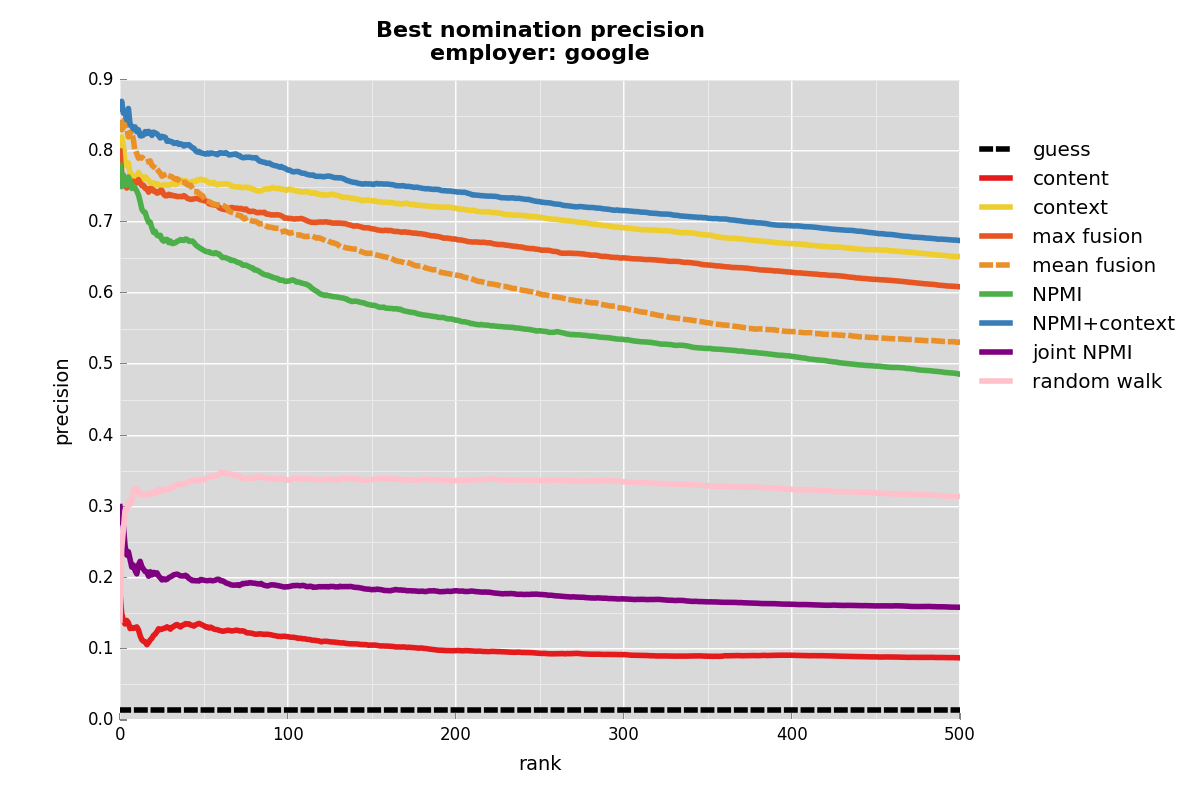 Best nomination precision
employer: google
precision
0.9
0.8
0.7
0.6
0.5
0.4
0.3
0.2
0.1
0.0
0
100
200
300
400
500
rank
guess
content
context
max fusion
mean fusion
NPMI
NPMI+context
joint NPMI
random walk